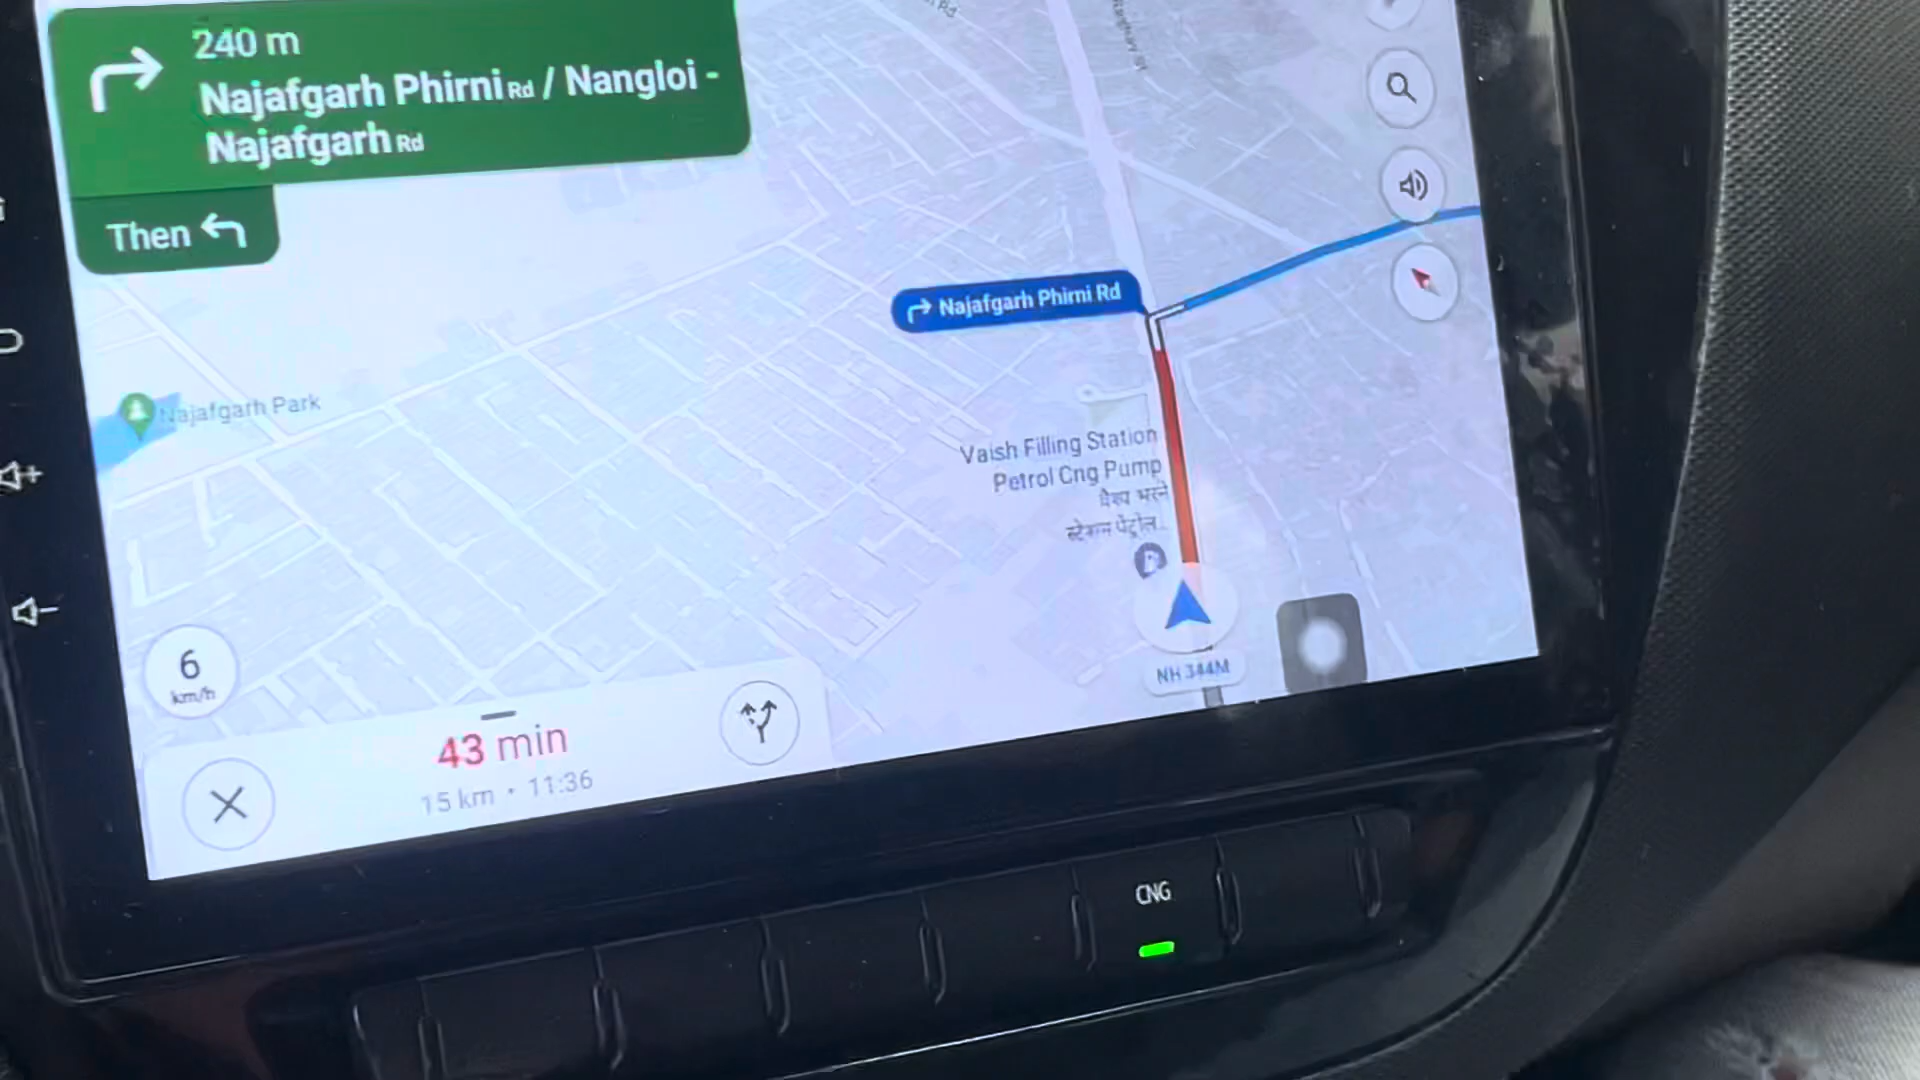 240 m
Najafgarh Phirni Rd / Nangloi -
Najafgarh Rd
Then
Najafgarh Phirni Rd
Najafgarh Park
Vaish Filling Station
Petrol Cng Pump
वैश्य भरने
स्टेशन पेट्रोल..
NH 344M
6
km/h
43 min
15 km • 11:36
CNG